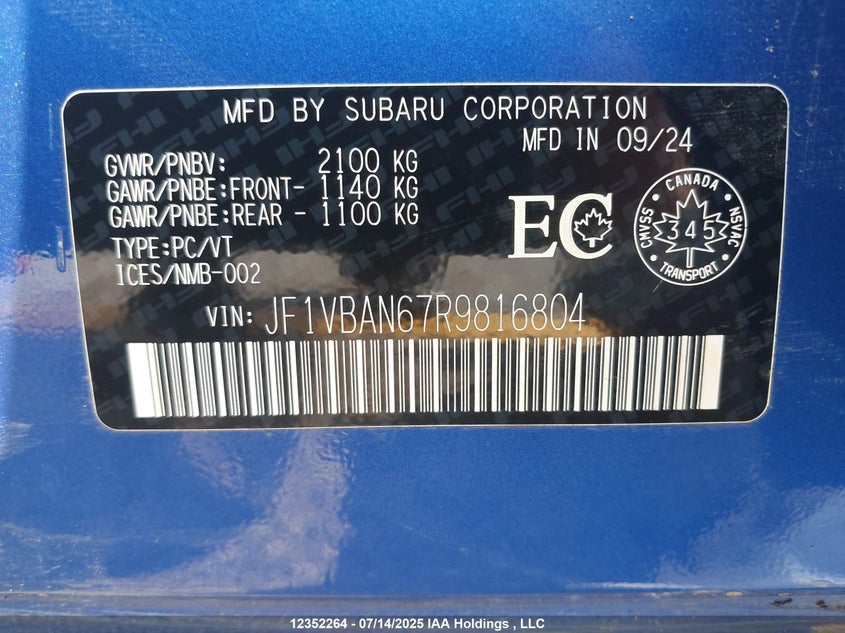 MFD BY SUBARU CORPORATION
MFD IN 09/24
GVWR/PNBV: 2100 KG
GAWR/PNBE:FRONT- 1140 KG
GAWR/PNBE:REAR - 1100 KG
TYPE:PC/VT
ICES/NMB-002
EC
CANADA
CMVSS 345 NSVAC
TRANSPORT
VIN: JF1VBAN67R9816804
12352264 - 07/14/2025 IAA Holdings , LLC